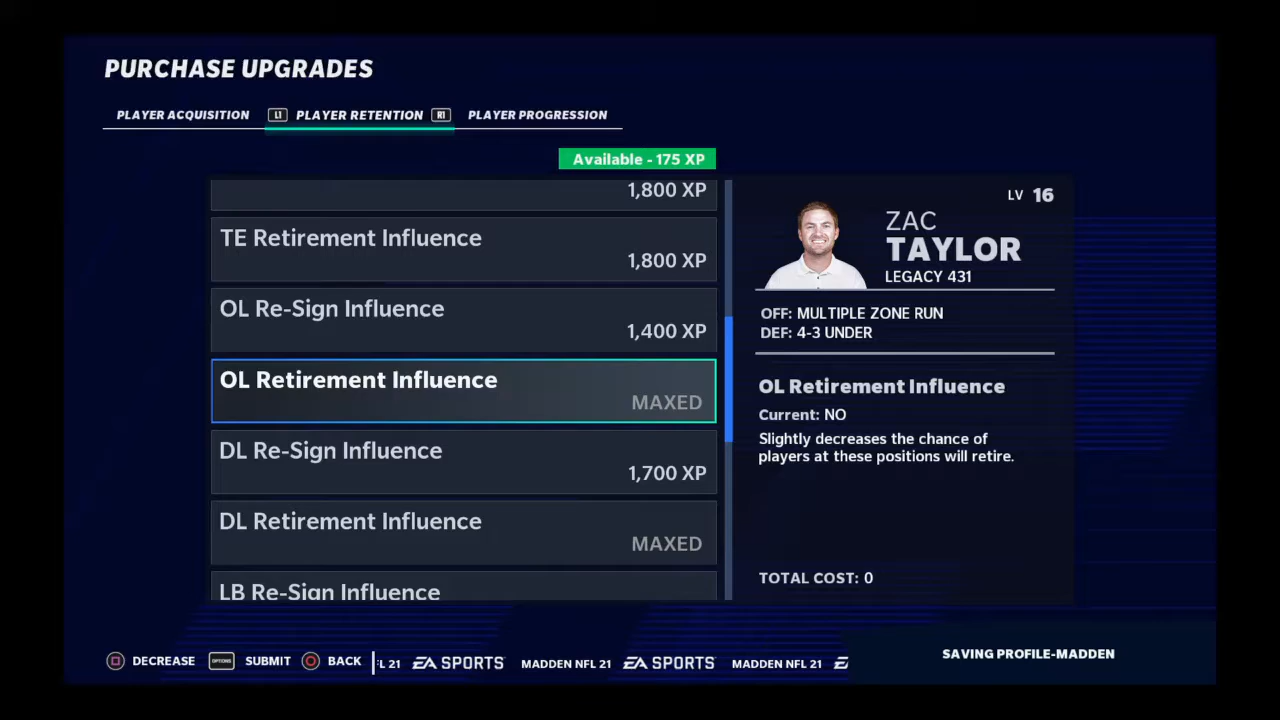 PURCHASE UPGRADES
PLAYER ACQUISITION L1 PLAYER RETENTION R1 PLAYER PROGRESSION
Available - 175 XP
1,800 XP
TE Retirement Influence
1,800 XP
OL Re-Sign Influence
1,400 XP
OL Retirement Influence
MAXED
DL Re-Sign Influence
1,700 XP
DL Retirement Influence
MAXED
LB Re-Sign Influence
LV 16
ZAC
TAYLOR
LEGACY 431
OFF: MULTIPLE ZONE RUN
DEF: 4-3 UNDER
OL Retirement Influence
Current: NO
Slightly decreases the chance of
players at these positions will retire.
TOTAL COST: 0
DECREASE OPTIONS SUBMIT BACK L 21 EA SPORTS MADDEN NFL 21 EA SPORTS MADDEN NFL 21 E
SAVING PROFILE-MADDEN